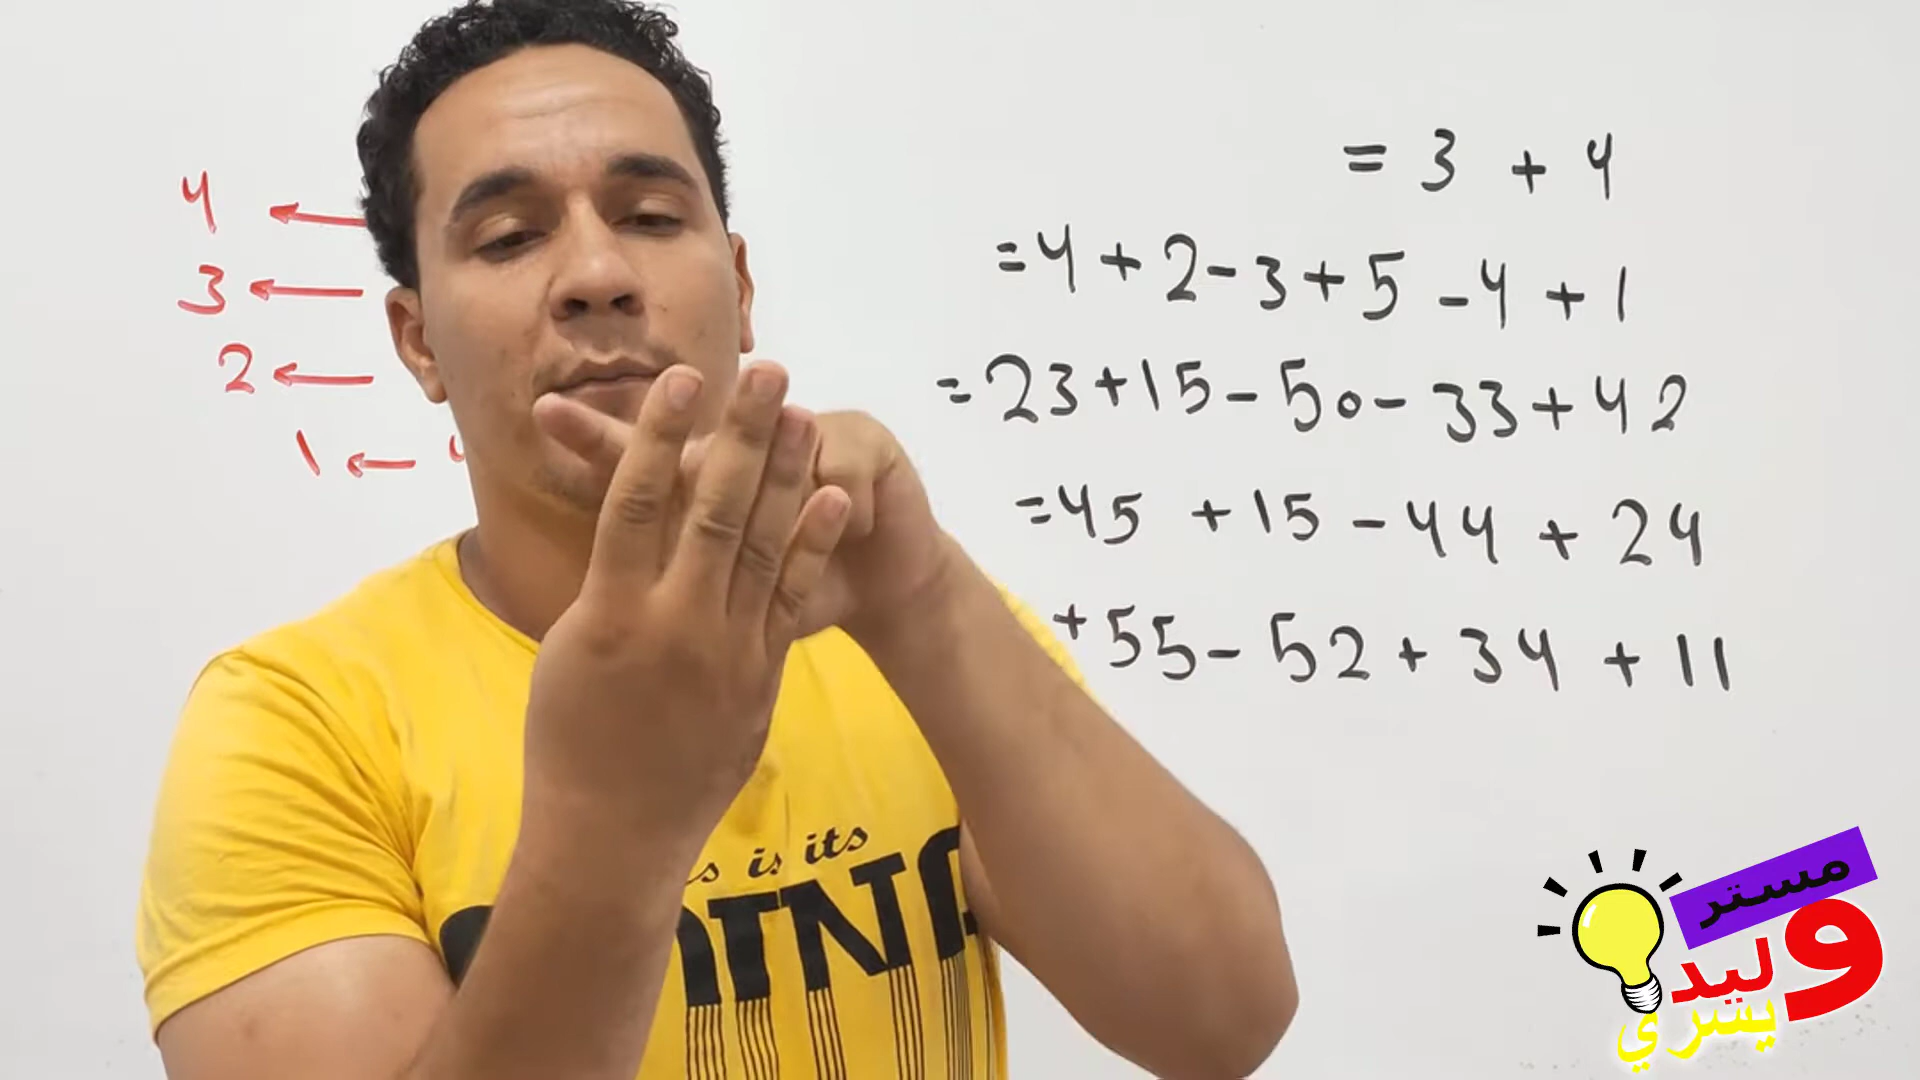 = 3 + 4
= 4 + 2 - 3 + 5 - 4 + 1
= 23 + 15 - 50 - 33 + 42
= 45 + 15 - 44 + 24
+ 55 - 52 + 34 + 11
4 ←
3 ←
2 ←
1 ←
is its
مستر
وليد
يسري